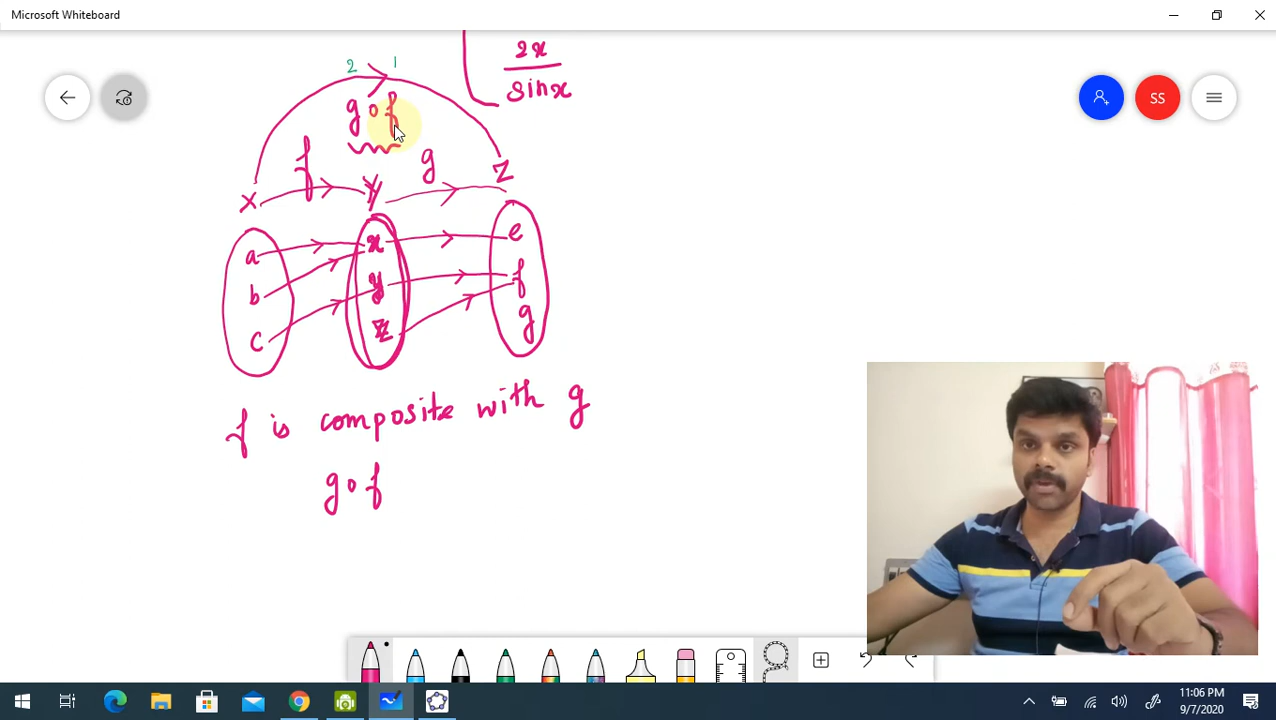 Microsoft Whiteboard
2x
sinx
2 1
gof
SS
f
g
X
Y
Z
a
x
e
b
y
f
c
z
g
f is composite with g
gof
11:06 PM
9/7/2020